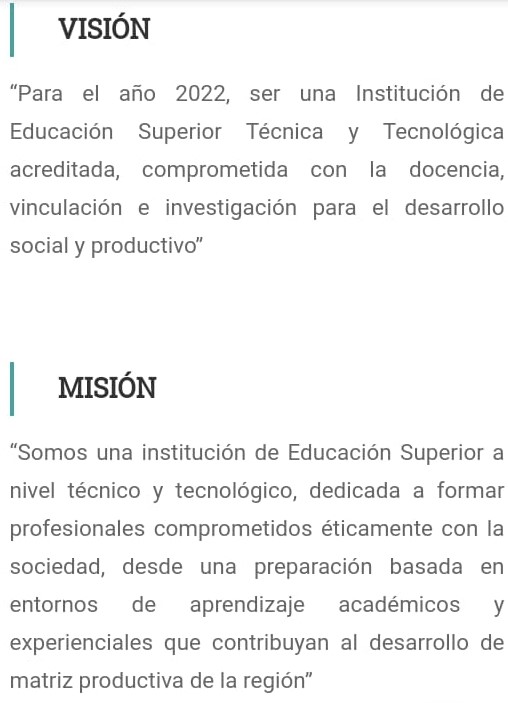 VISIÓN
“Para el año 2022, ser una Institución de
Educación Superior Técnica y Tecnológica
acreditada, comprometida con la docencia,
vinculación e investigación para el desarrollo
social y productivo”
MISIÓN
“Somos una institución de Educación Superior a
nivel técnico y tecnológico, dedicada a formar
profesionales comprometidos éticamente con la
sociedad, desde una preparación basada en
entornos de aprendizaje académicos y
experienciales que contribuyan al desarrollo de
matriz productiva de la región”